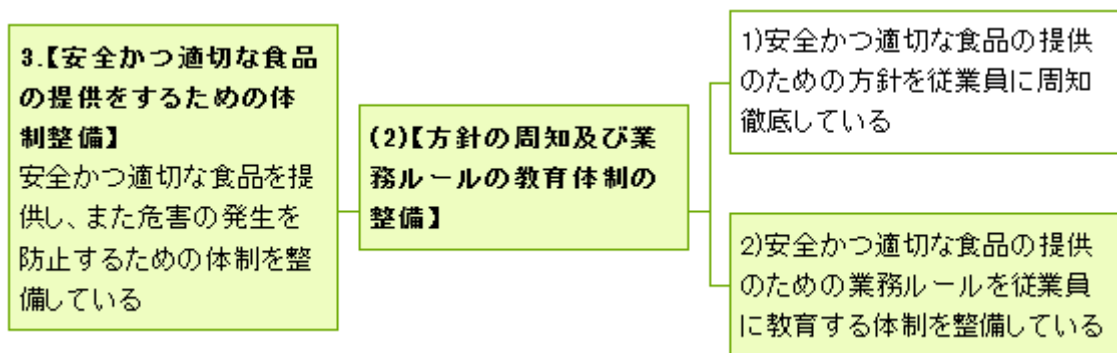 3.【安全かつ適切な食品
の提供をするための体
制整備】
安全かつ適切な食品を提
供し、また危害の発生を
防止するための体制を整
備している
(2)【方針の周知及び業
務ルールの教育体制の
整備】
1)安全かつ適切な食品の提供
のための方針を従業員に周知
徹底している
2)安全かつ適切な食品の提供
のための業務ルールを従業員
に教育する体制を整備している